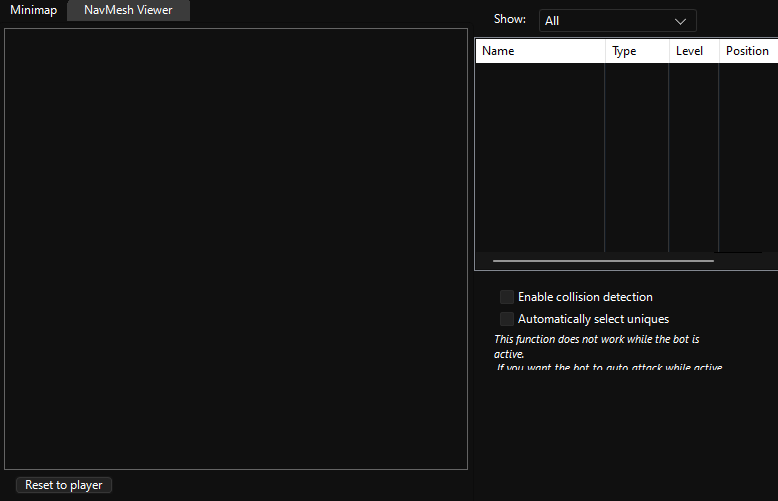 Minimap
NavMesh Viewer
Show:
All
Name Type Level Position
Enable collision detection
Automatically select uniques
This function does not work while the bot is
active.
If you want the bot to auto attack while active
Reset to player